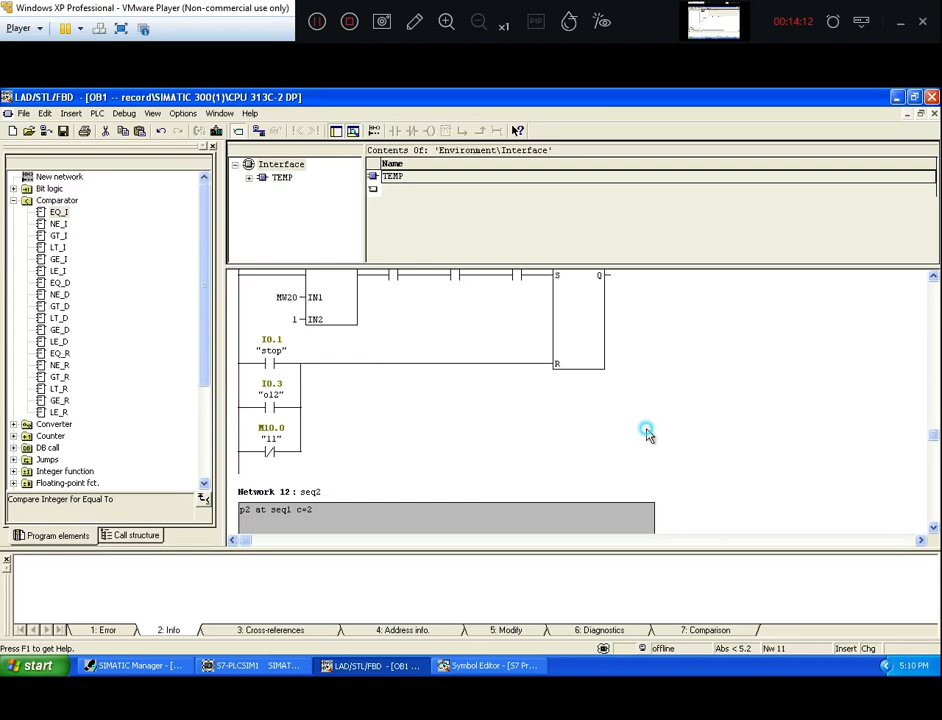 Windows XP Professional - VMware Player (Non-commercial use only)
Player
x1
PIP
00:14:12
LAD/STL/FBD - [OB1 -- record\SIMATIC 300(1)\CPU 313C-2 DP]
File Edit Insert PLC Debug View Options Window Help
Contents Of: 'Environment\Interface'
Interface
TEMP
Name
TEMP
New network
Bit logic
Comparator
EQ_I
NE_I
GT_I
LT_I
GE_I
LE_I
EQ_D
NE_D
GT_D
LT_D
GE_D
LE_D
EQ_R
NE_R
GT_R
LT_R
GE_R
LE_R
Converter
Counter
DB call
Jumps
Integer function
Floating-point fct.
Compare Integer for Equal To
Program elements
Call structure
S Q
MW20 IN1
1 IN2
I0.1
"stop"
R
I0.3
"ol2"
M10.0
"l1"
Network 12: seq2
p2 at seq1 c=2
1: Error
2: Info
3: Cross-references
4: Address info.
5: Modify
6: Diagnostics
7: Comparison
Press F1 to get Help.
offline
Abs < 5.2
Nw 11
Insert
Chg
start
SIMATIC Manager - [...
S7-PLCSIM1 SIMAT...
LAD/STL/FBD - [OB1 ...
Symbol Editor - [S7 Pr...
5:10 PM